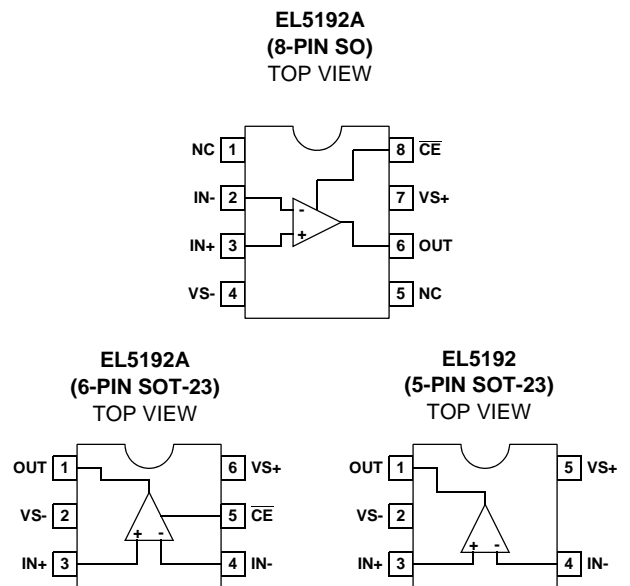 EL5192A
(8-PIN SO)
TOP VIEW
NC 1 8 C̅E̅
IN- 2 7 VS+
- 
IN+ 3 + 6 OUT
VS- 4 5 NC
EL5192A
(6-PIN SOT-23)
TOP VIEW
OUT 1 6 VS+
VS- 2 5 C̅E̅
+ -
IN+ 3 4 IN-
EL5192
(5-PIN SOT-23)
TOP VIEW
OUT 1 5 VS+
VS- 2
+ -
IN+ 3 4 IN-